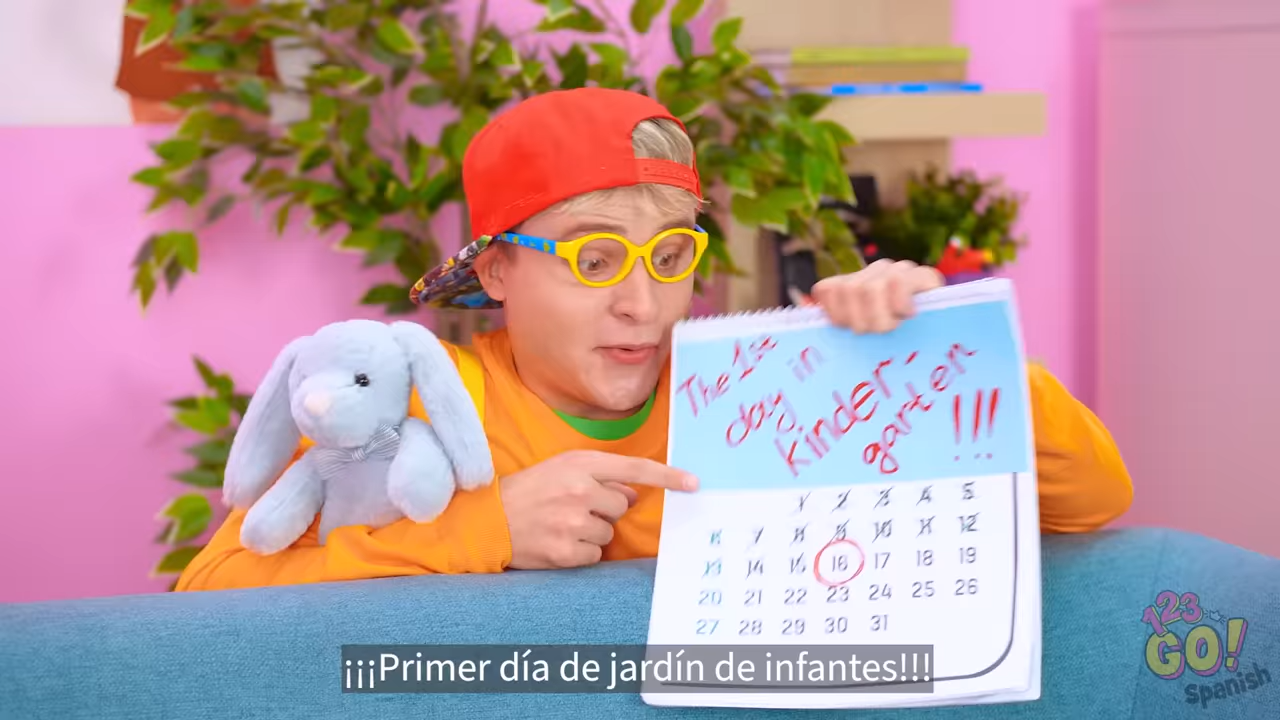 The 1st
day in
kinder-
garten
!!!
1 2 3 4 5
6 7 8 9 10 11 12
13 14 15 16 17 18 19
20 21 22 23 24 25 26
27 28 29 30 31
¡¡¡Primer día de jardín de infantes!!!
123
GO!
Spanish